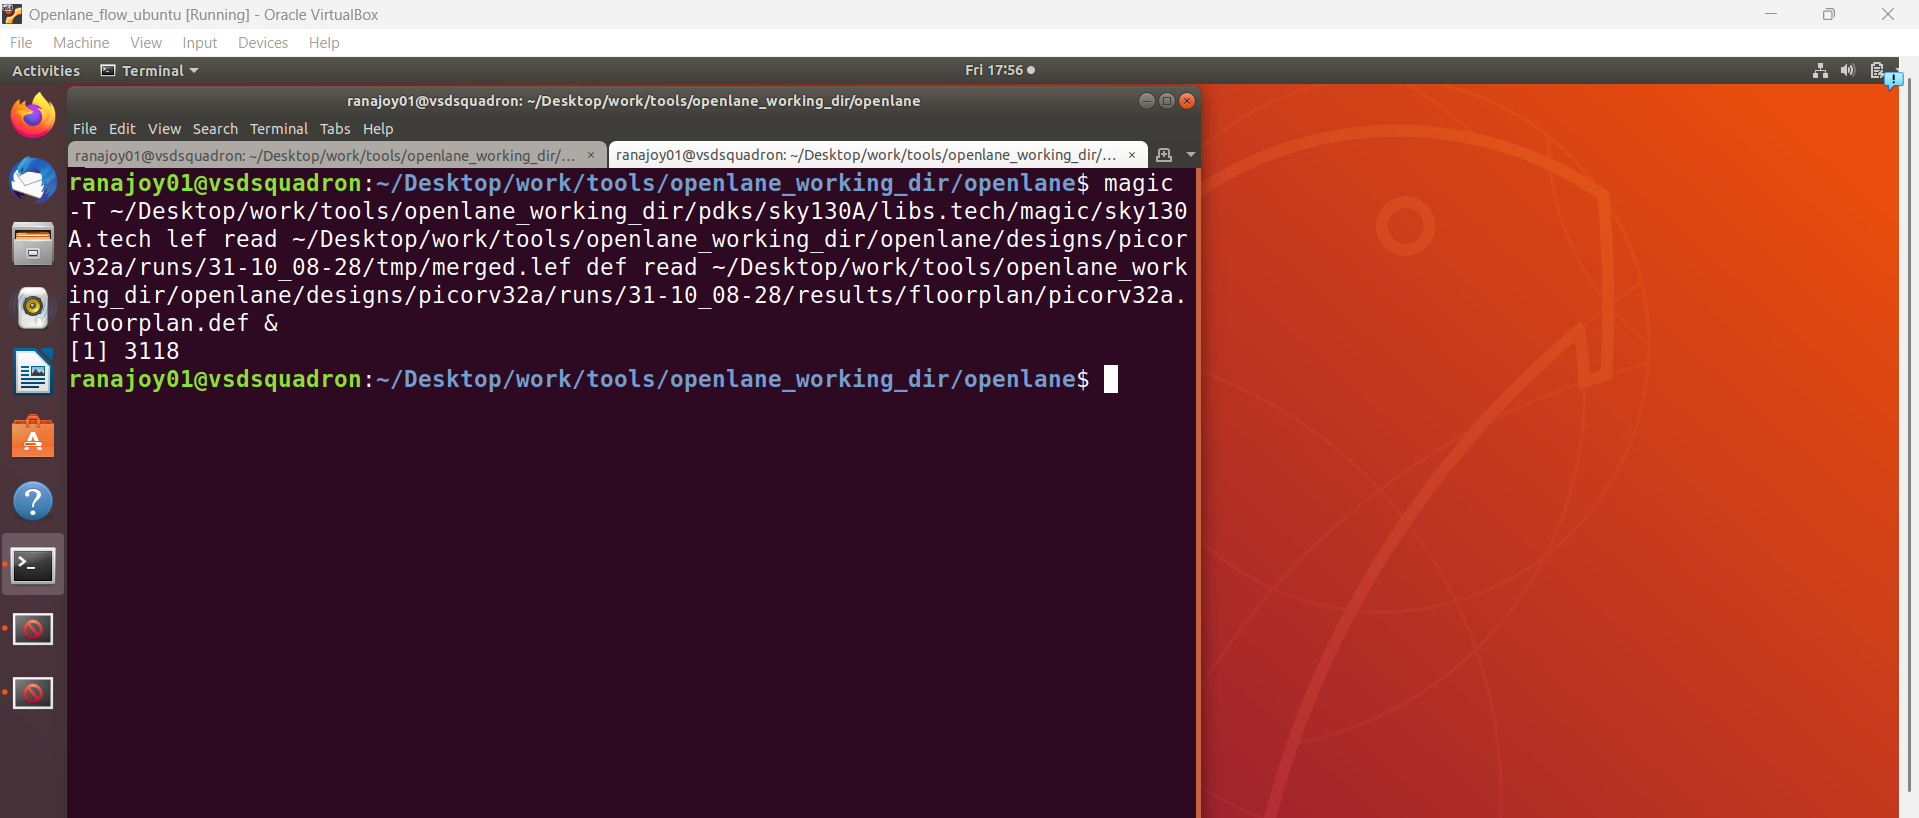 Openlane_flow_ubuntu [Running] - Oracle VirtualBox
File Machine View Input Devices Help
Activities Terminal Fri 17:56
ranajoy01@vsdsquadron: ~/Desktop/work/tools/openlane_working_dir/openlane
File Edit View Search Terminal Tabs Help
ranajoy01@vsdsquadron: ~/Desktop/work/tools/openlane_working_dir/... × ranajoy01@vsdsquadron: ~/Desktop/work/tools/openlane_working_dir/... ×
ranajoy01@vsdsquadron:~/Desktop/work/tools/openlane_working_dir/openlane$ magic
-T ~/Desktop/work/tools/openlane_working_dir/pdks/sky130A/libs.tech/magic/sky130
A.tech lef read ~/Desktop/work/tools/openlane_working_dir/openlane/designs/picor
v32a/runs/31-10_08-28/tmp/merged.lef def read ~/Desktop/work/tools/openlane_work
ing_dir/openlane/designs/picorv32a/runs/31-10_08-28/results/floorplan/picorv32a.
floorplan.def &
[1] 3118
ranajoy01@vsdsquadron:~/Desktop/work/tools/openlane_working_dir/openlane$